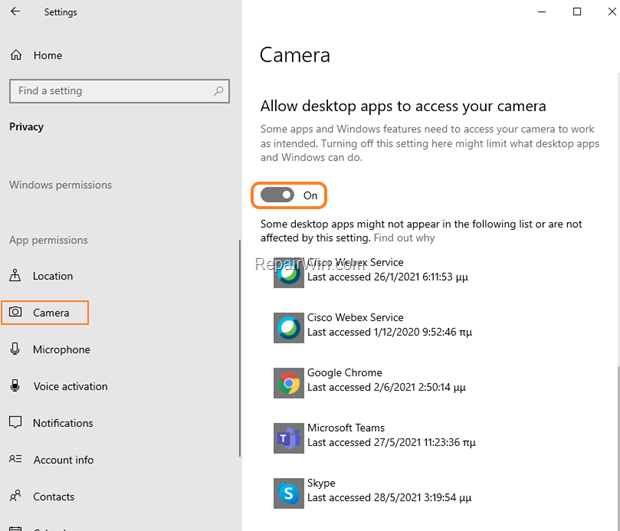 Settings
Home
Find a setting
Privacy
Windows permissions
App permissions
Location
Camera
Microphone
Voice activation
Notifications
Account info
Contacts
Camera
Allow desktop apps to access your camera
Some apps and Windows features need to access your camera to work
as intended. Turning off this setting here might limit what desktop apps
and Windows can do.
On
Some desktop apps might not appear in the following list or are not
affected by this setting. Find out why
RepairWin.com
Cisco Webex Service
Last accessed 26/1/2021 6:11:53 μμ
Cisco Webex Service
Last accessed 1/12/2020 9:52:46 πμ
Google Chrome
Last accessed 2/6/2021 2:50:14 μμ
Microsoft Teams
Last accessed 27/5/2021 11:23:36 πμ
Skype
Last accessed 28/5/2021 3:19:54 μμ